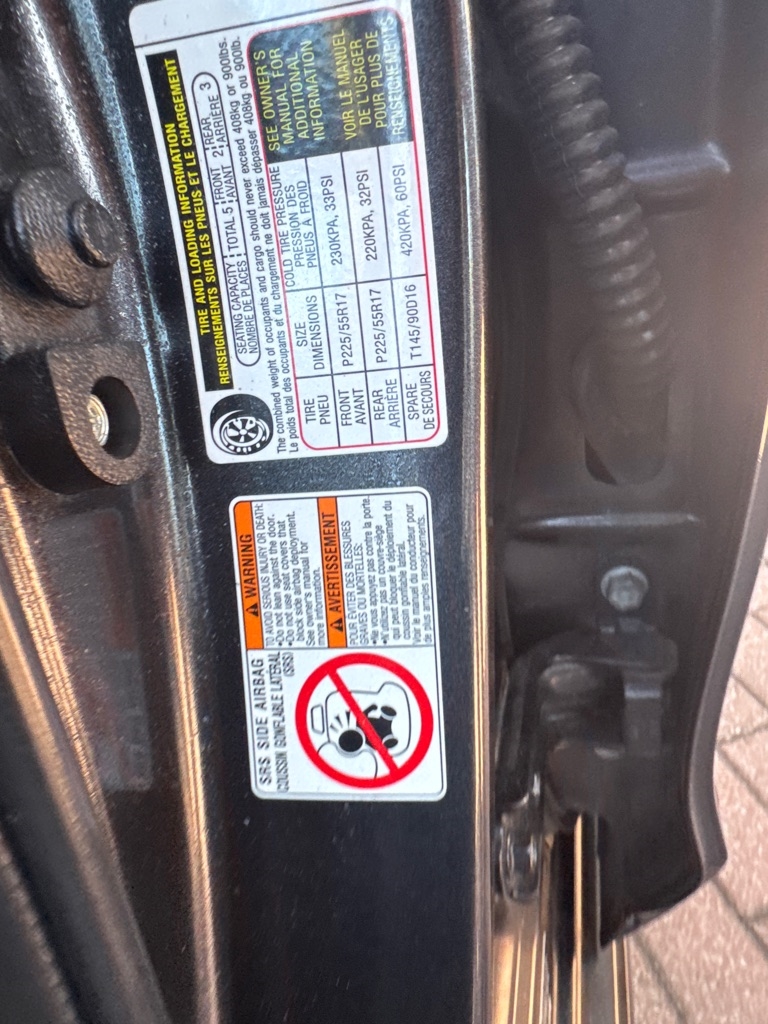 TIRE AND LOADING INFORMATION
RENSEIGNEMENTS SUR LES PNEUS ET LE CHARGEMENT
SEATING CAPACITY TOTAL 5 FRONT 2 REAR 3
NOMBRE DE PLACES AVANT ARRIÈRE
The combined weight of occupants and cargo should never exceed 408kg or 900lbs.
Le poids total des occupants et du chargement ne doit jamais dépasser 408kg ou 900lb.
TIRE SIZE COLD TIRE PRESSURE
PNEU DIMENSIONS PRESSION DES PNEUS À FROID
FRONT P225/55R17 230KPA, 33PSI
AVANT
REAR P225/55R17 220KPA, 32PSI
ARRIÈRE
SPARE T145/90D16 420KPA, 60PSI
DE SECOURS
SEE OWNER'S
MANUAL FOR
ADDITIONAL
INFORMATION
VOIR LE MANUEL
DE L'USAGER
POUR PLUS DE
RENSEIGNEMENTS
SRS SIDE AIRBAG
COUSSIN GONFLABLE LATÉRAL
(SRS)
WARNING
TO AVOID SERIOUS INJURY OR DEATH:
•Do not lean against the door.
•Do not use seat covers that
block side airbag deployment.
See owner's manual for
more information.
AVERTISSEMENT
POUR ÉVITER DES BLESSURES
GRAVES OU MORTELLES:
•Ne vous appuyez pas contre la porte.
•N'utilisez pas un couvre-siège
qui peut bloquer le déploiement du
coussin gonflable latéral.
Voir le manuel du conducteur pour
de plus amples renseignements.